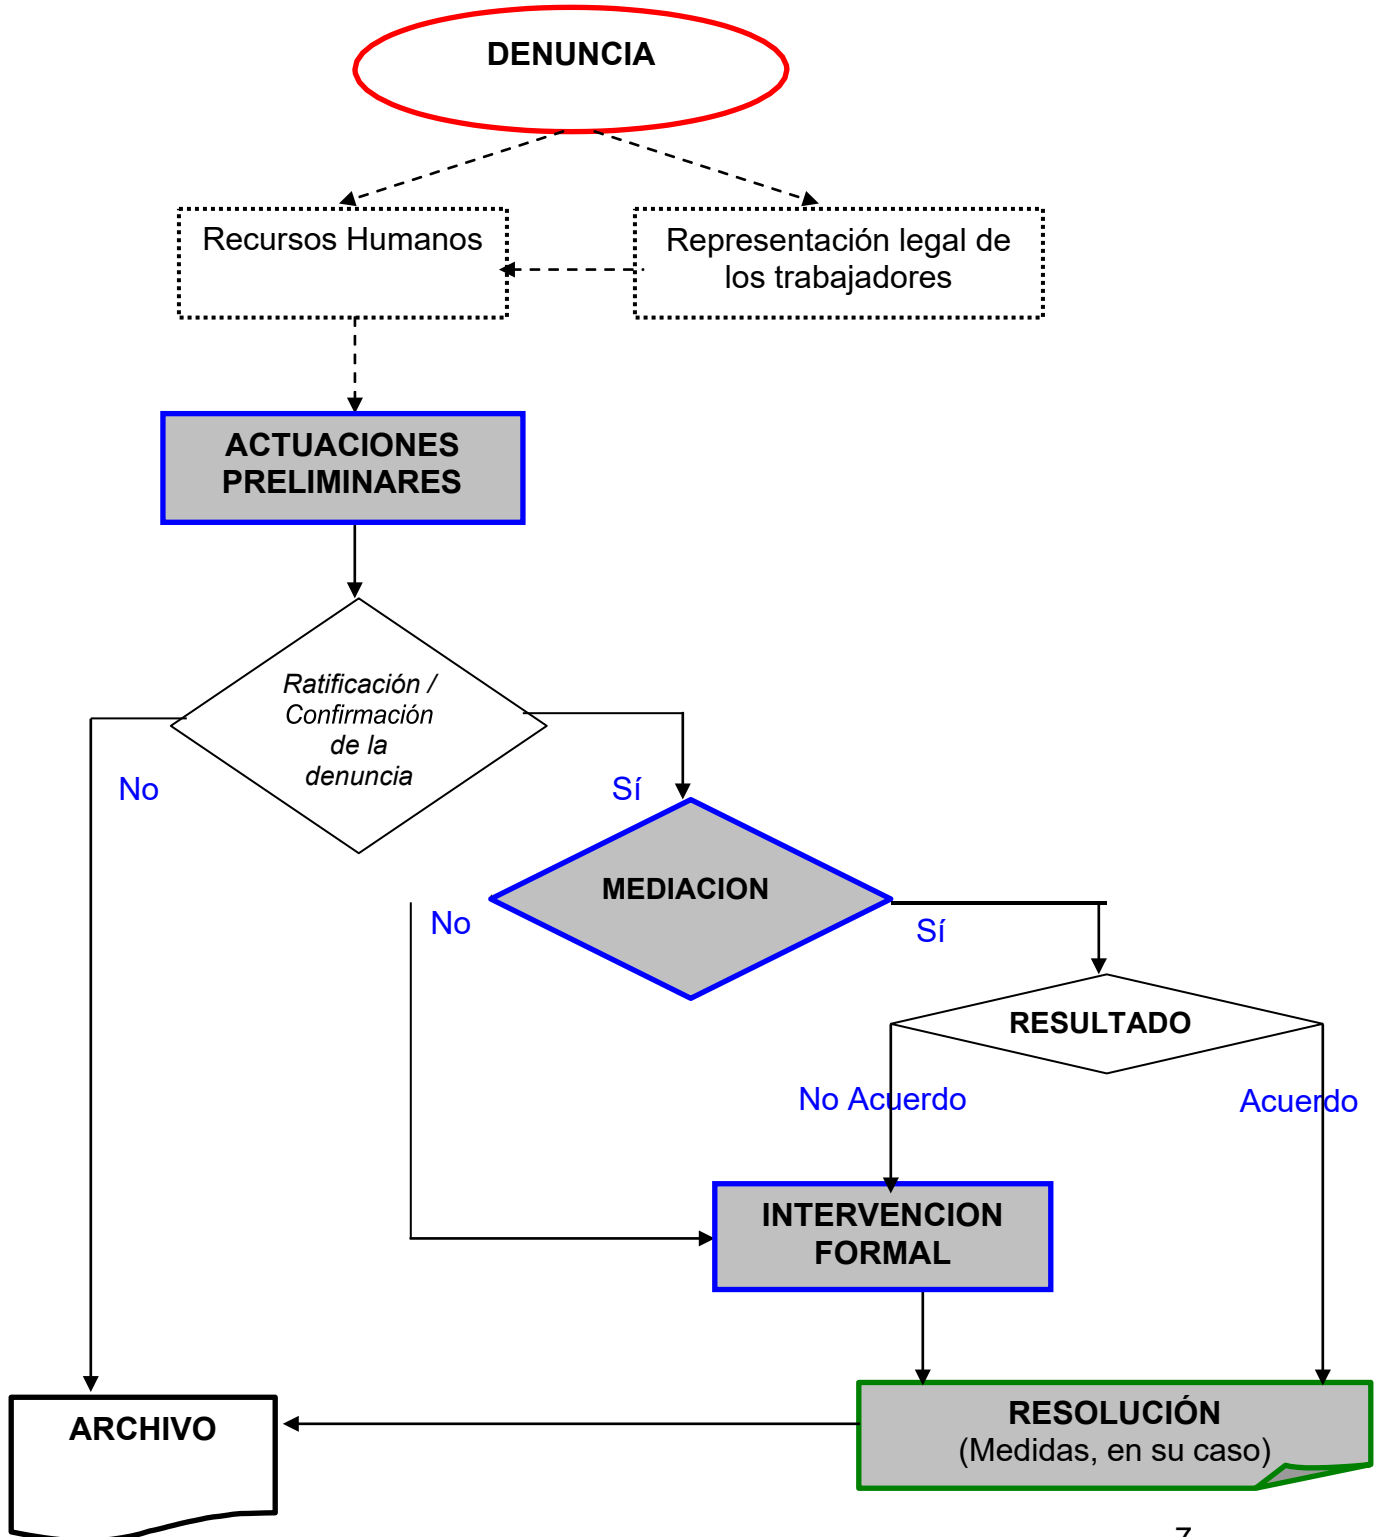 DENUNCIA
Recursos Humanos
Representación legal de
los trabajadores
ACTUACIONES
PRELIMINARES
Ratificación /
Confirmación
de la
denuncia
No
Sí
MEDIACION
No
Sí
RESULTADO
No Acuerdo
Acuerdo
INTERVENCION
FORMAL
ARCHIVO
RESOLUCIÓN
(Medidas, en su caso)
7